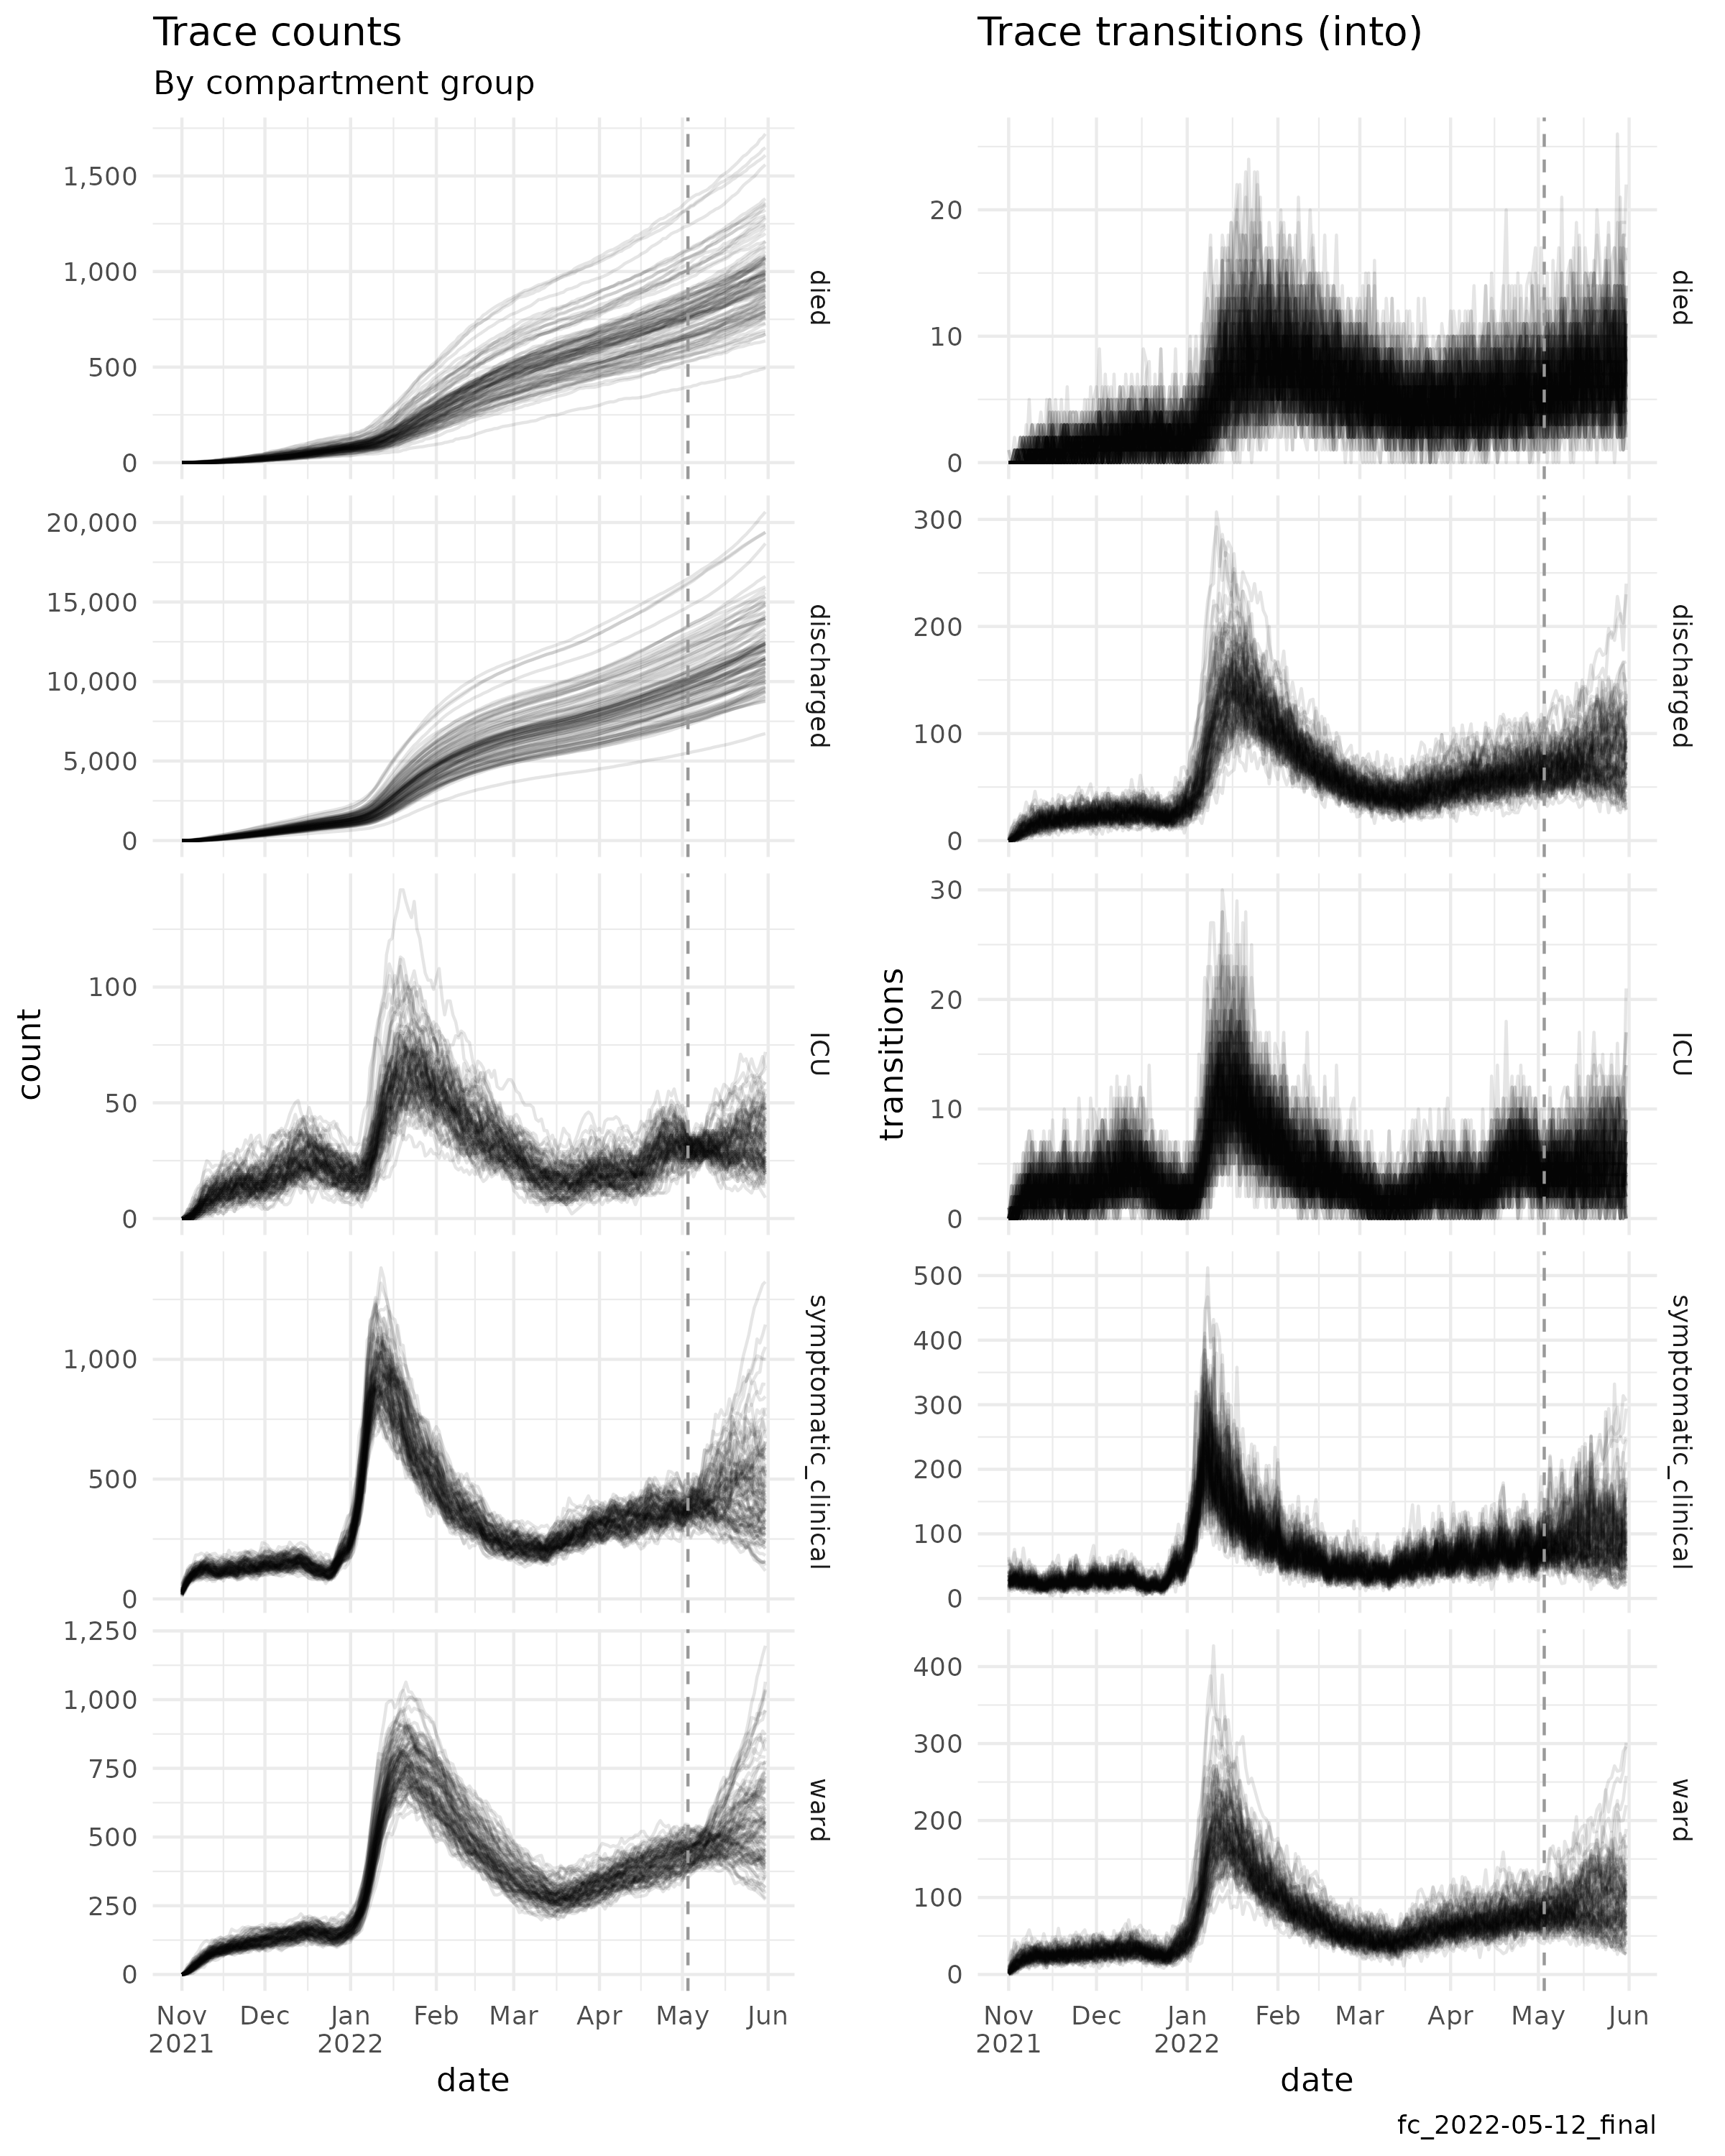 Trace counts
By compartment group
Trace transitions (into)
count
1,500
1,000
500
0
died
20,000
15,000
10,000
5,000
0
discharged
100
50
0
ICU
1,000
500
0
symptomatic_clinical
1,250
1,000
750
500
250
0
ward
Nov Dec Jan Feb Mar Apr May Jun
2021 2022
date
transitions
20
10
0
died
300
200
100
0
discharged
30
20
10
0
ICU
500
400
300
200
100
0
symptomatic_clinical
400
300
200
100
0
ward
Nov Dec Jan Feb Mar Apr May Jun
2021 2022
date
fc_2022-05-12_final